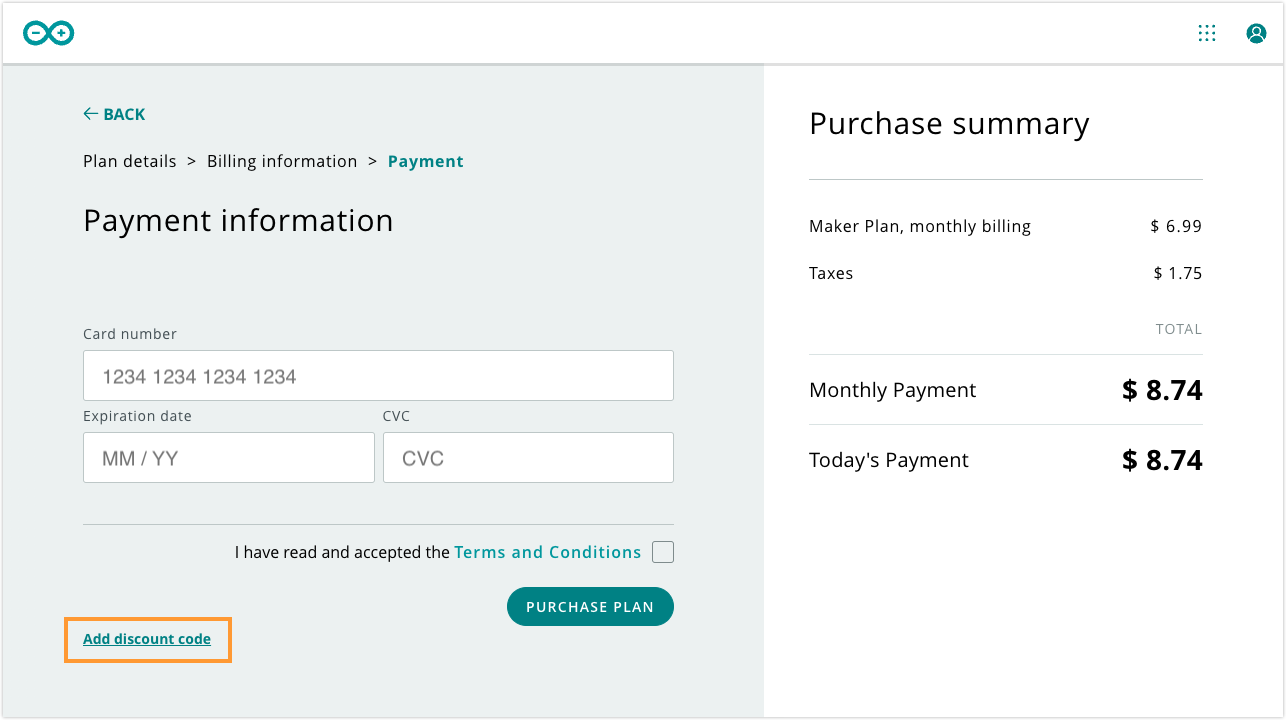 ← BACK
Plan details > Billing information > Payment
Payment information
Card number
1234 1234 1234 1234
Expiration date CVC
MM / YY CVC
I have read and accepted the Terms and Conditions
PURCHASE PLAN
Add discount code
Purchase summary
Maker Plan, monthly billing $ 6.99
Taxes $ 1.75
TOTAL
Monthly Payment $ 8.74
Today's Payment $ 8.74